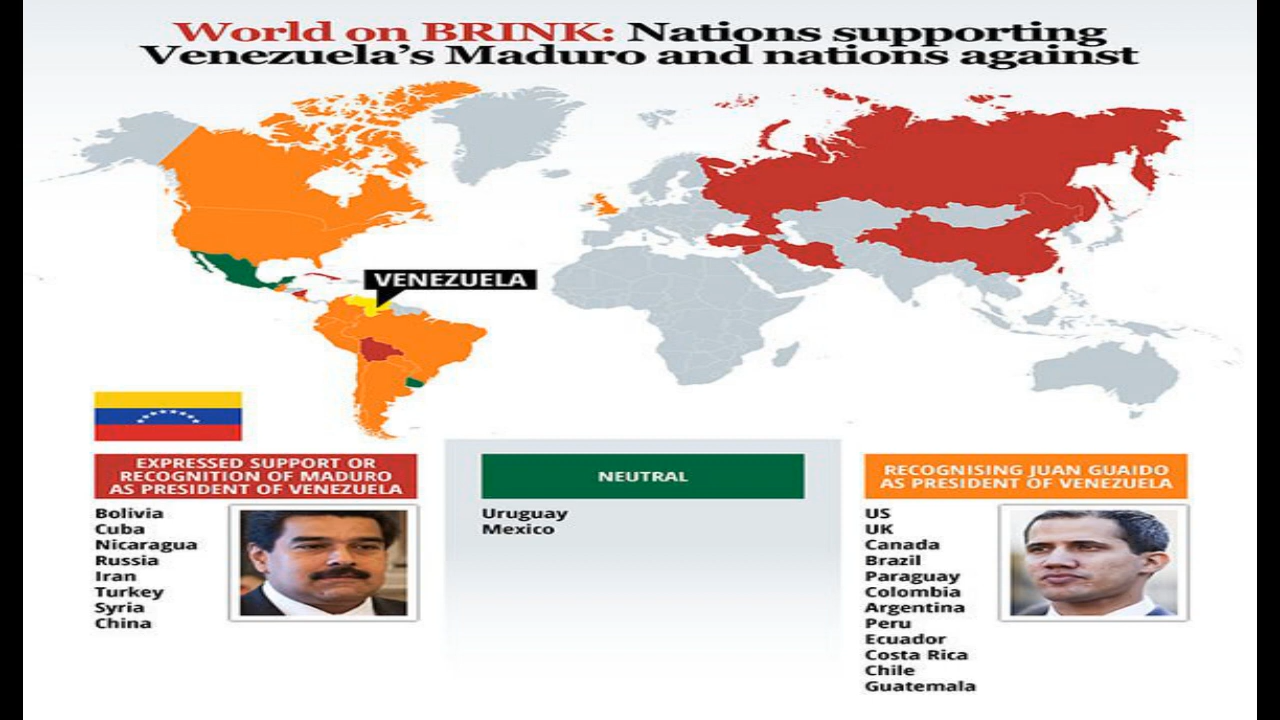 World on BRINK: Nations supporting
Venezuela's Maduro and nations against
VENEZUELA
EXPRESSED SUPPORT OR
RECOGNITION OF MADURO
AS PRESIDENT OF VENEZUELA
Bolivia
Cuba
Nicaragua
Russia
Iran
Turkey
Syria
China
NEUTRAL
Uruguay
Mexico
RECOGNISING JUAN GUAIDO
AS PRESIDENT OF VENEZUELA
US
UK
Canada
Brazil
Paraguay
Colombia
Argentina
Peru
Ecuador
Costa Rica
Chile
Guatemala